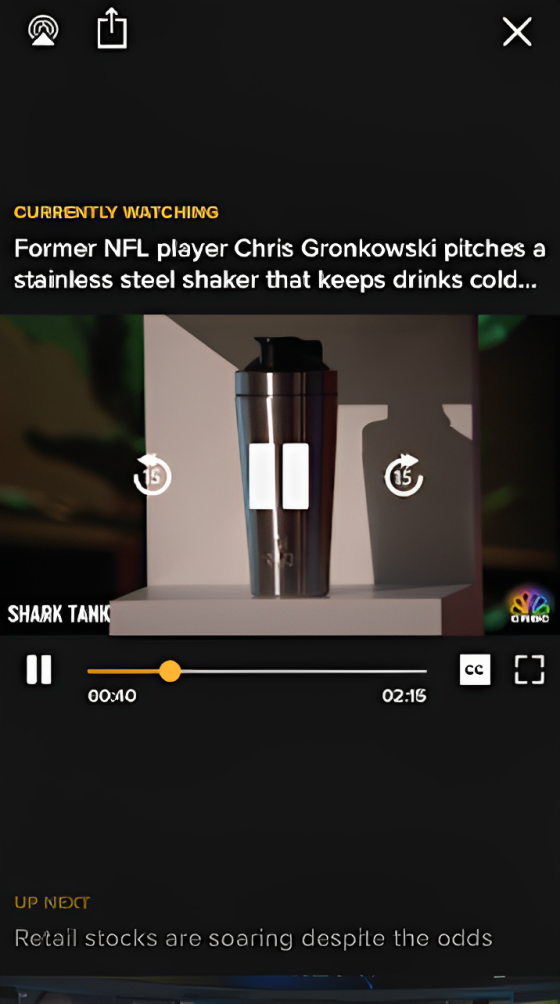 CURRENTLY WATCHING
Former NFL player Chris Gronkowski pitches a
stainless steel shaker that keeps drinks cold...
15
15
SHARK TANK
CNBC
CC
00:40
02:15
UP NEXT
Retail stocks are soaring despite the odds